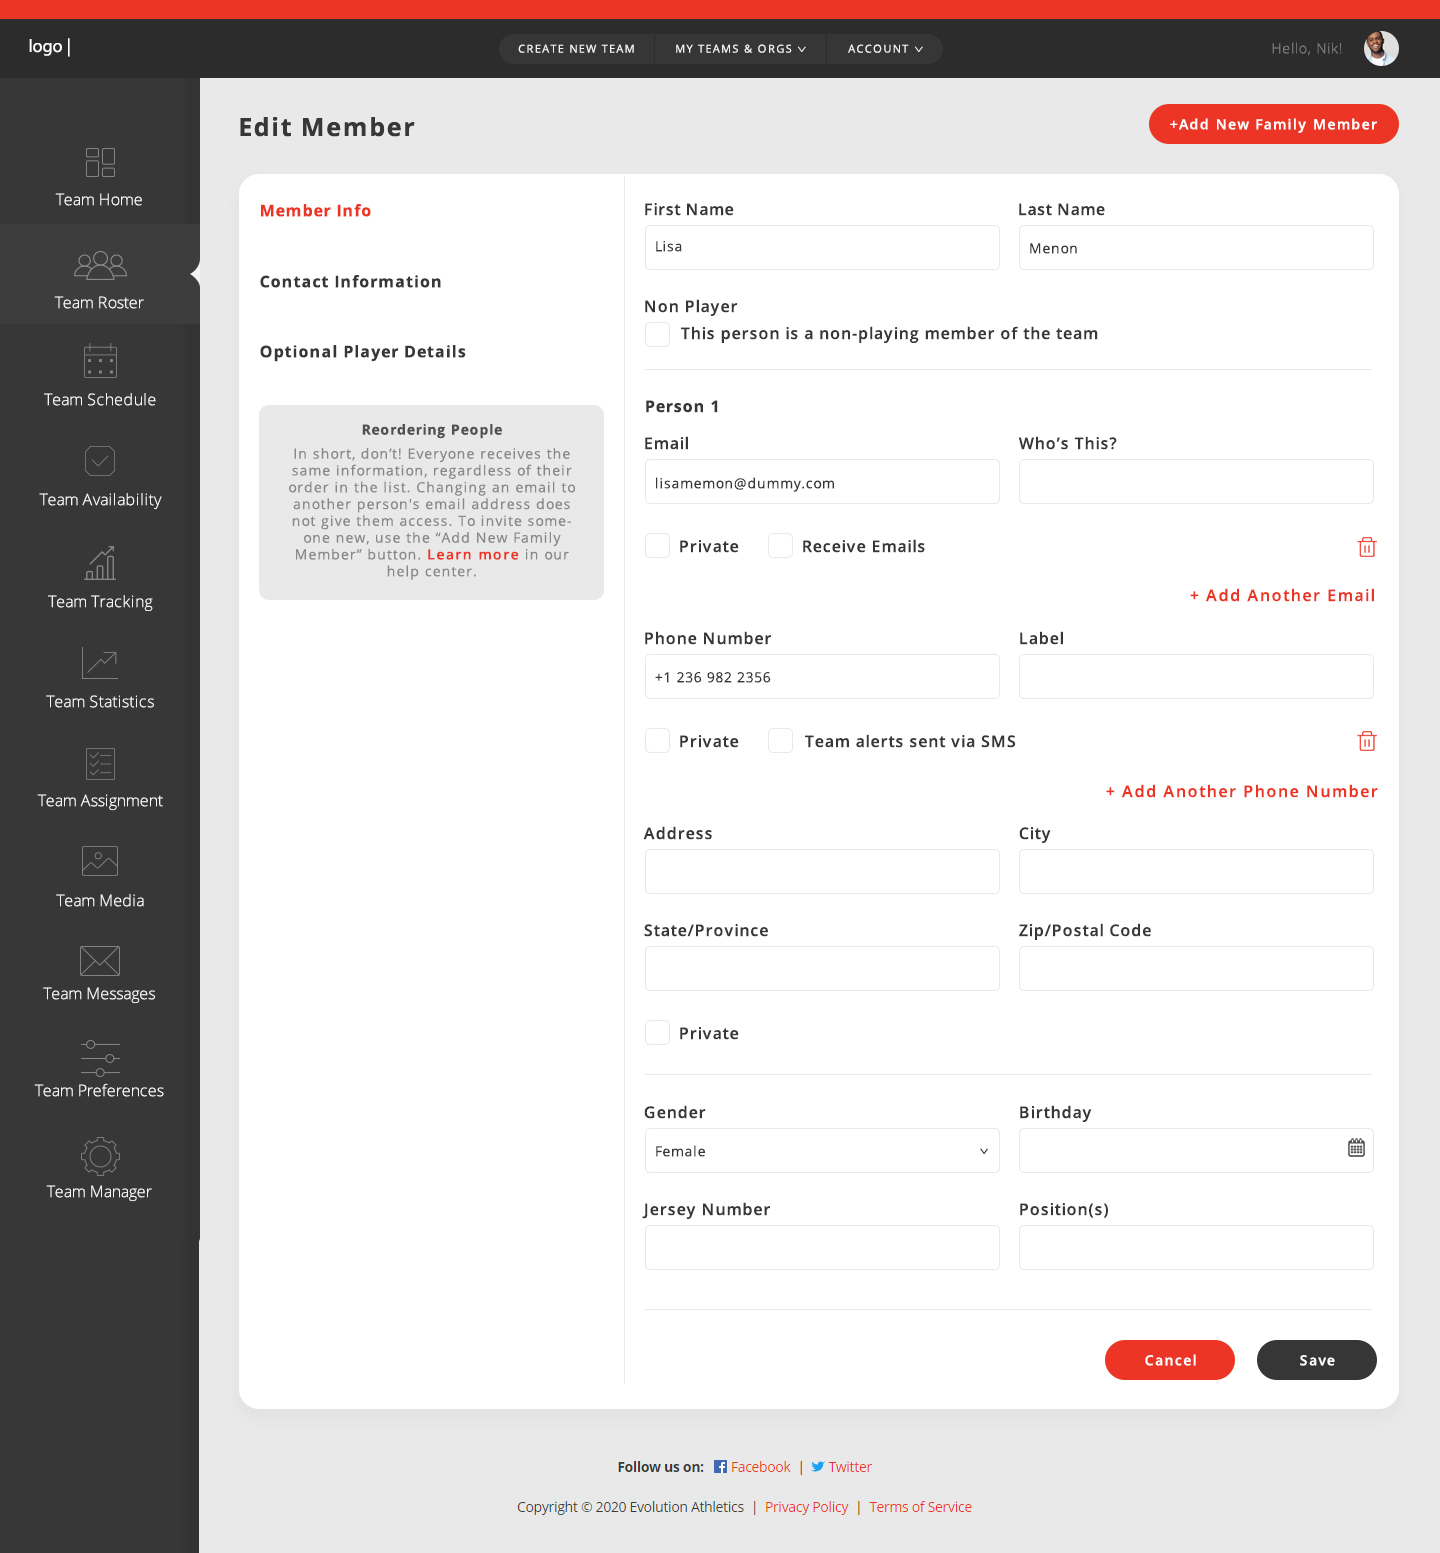 logo |
CREATE NEW TEAM
MY TEAMS & ORGS
ACCOUNT
Hello, Nik!
Team Home
Team Roster
Team Schedule
Team Availability
Team Tracking
Team Statistics
Team Assignment
Team Media
Team Messages
Team Preferences
Team Manager
Edit Member
+Add New Family Member
Member Info
Contact Information
Optional Player Details
Reordering People
In short, don’t! Everyone receives the
same information, regardless of their
order in the list. Changing an email to
another person's email address does
not give them access. To invite some-
one new, use the “Add New Family
Member” button. Learn more in our
help center.
First Name
Last Name
Lisa
Menon
Non Player
This person is a non-playing member of the team
Person 1
Email
Who’s This?
lisamemon@dummy.com
Private
Receive Emails
+ Add Another Email
Phone Number
Label
+1 236 982 2356
Private
Team alerts sent via SMS
+ Add Another Phone Number
Address
City
State/Province
Zip/Postal Code
Private
Gender
Birthday
Female
Jersey Number
Position(s)
Cancel
Save
Follow us on: Facebook | Twitter
Copyright © 2020 Evolution Athletics | Privacy Policy | Terms of Service